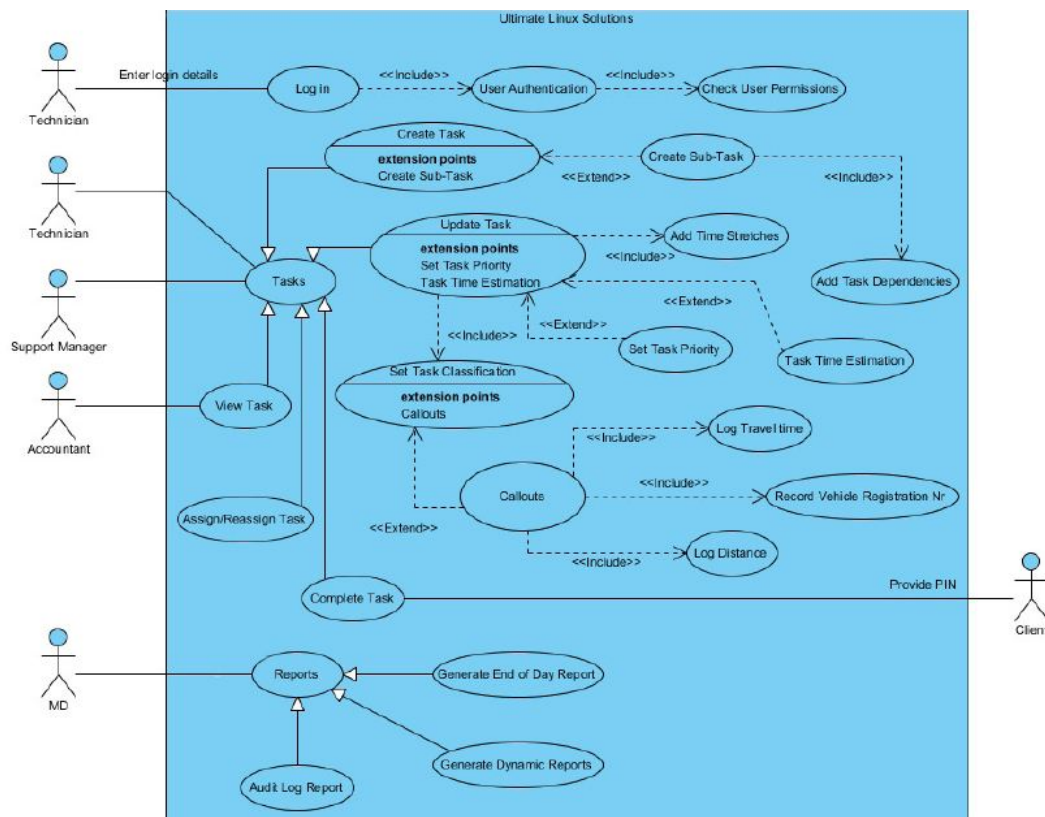 Ultimate Linux Solutions
Technician
Enter login details
Log in
<<Include>>
User Authentication
<<Include>>
Check User Permissions
Create Task
extension points
Create Sub-Task
<<Extend>>
Create Sub-Task
<<Include>>
Technician
Update Task
extension points
Set Task Priority
Task Time Estimation
Add Time Stretches
<<Include>>
Tasks
Add Task Dependencies
<<Extend>>
Support Manager
<<Include>>
<<Extend>>
Set Task Priority
Task Time Estimation
Set Task Classification
extension points
Callouts
View Task
Accountant
Log Travel time
<<Include>>
Callouts
<<Include>>
Record Vehicle Registration Nr
Assign/Reassign Task
<<Extend>>
Log Distance
<<Include>>
Complete Task
Provide PIN
Client
MD
Reports
Generate End of Day Report
Generate Dynamic Reports
Audit Log Report